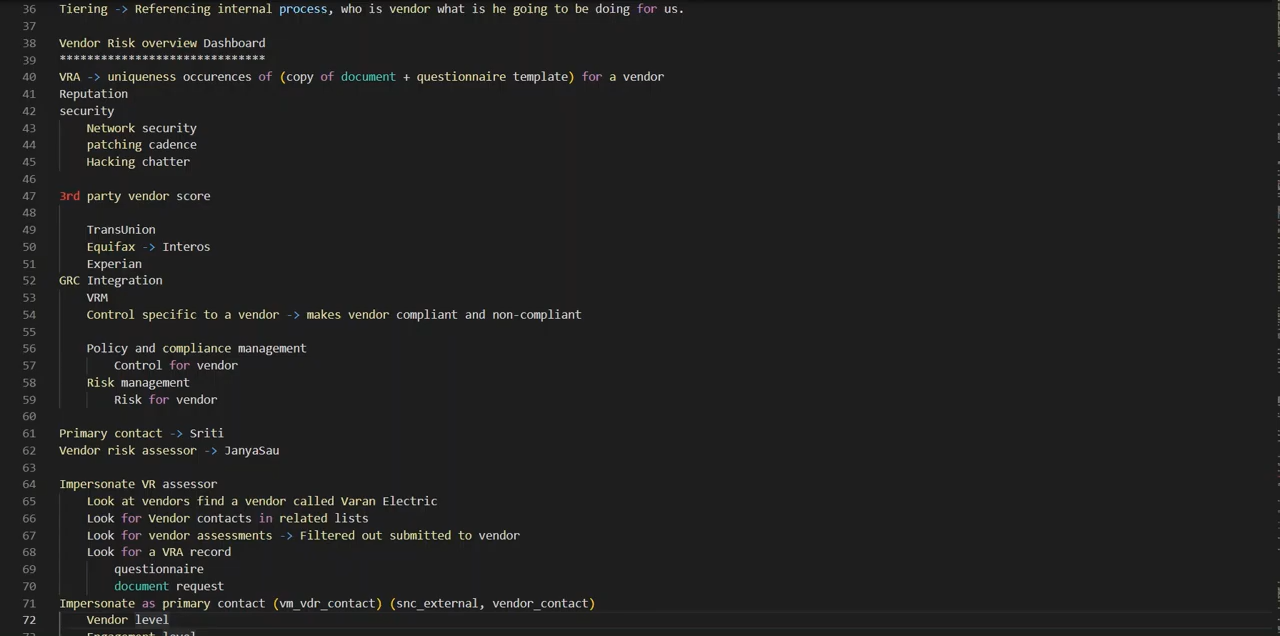 36 Tiering -> Referencing internal process, who is vendor what is he going to be doing for us.
37
38 Vendor Risk overview Dashboard
39 ******************************
40 VRA -> uniqueness occurences of (copy of document + questionnaire template) for a vendor
41 Reputation
42 security
43 Network security
44 patching cadence
45 Hacking chatter
46
47 3rd party vendor score
48
49 TransUnion
50 Equifax -> Interos
51 Experian
52 GRC Integration
53 VRM
54 Control specific to a vendor -> makes vendor compliant and non-compliant
55
56 Policy and compliance management
57 Control for vendor
58 Risk management
59 Risk for vendor
60
61 Primary contact -> Sriti
62 Vendor risk assessor -> JanyaSau
63
64 Impersonate VR assessor
65 Look at vendors find a vendor called Varan Electric
66 Look for Vendor contacts in related lists
67 Look for vendor assessments -> Filtered out submitted to vendor
68 Look for a VRA record
69 questionnaire
70 document request
71 Impersonate as primary contact (vm_vdr_contact) (snc_external, vendor_contact)
72 Vendor level
73 Engagement level